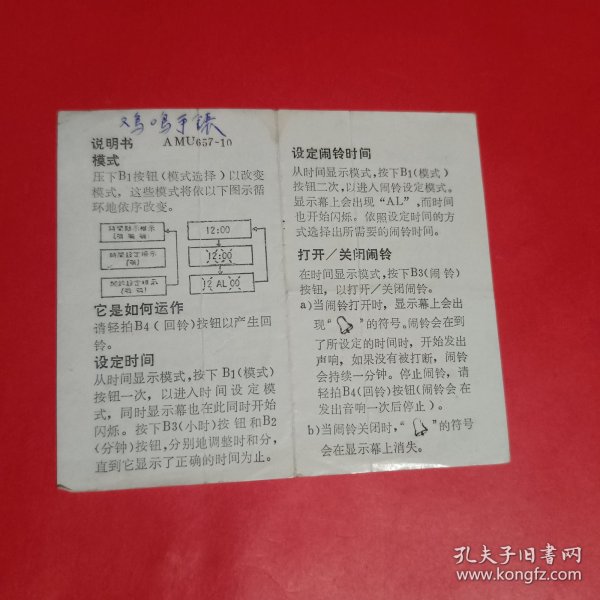 鸡鸣手錶
说明书 AMU657-10
模式
压下B1按钮（模式选择）以改变
模式，这些模式将依以下图示循
环地依序改变。
12:00
12:00
12 AL 00
它是如何运作
请轻拍B4（回铃）按钮以产生回
铃。
设定时间
从时间显示模式，按下B1(模式)
按钮一次，以进入时间设定模
式，同时显示幕也在此同时开始
闪烁。按下B3(小时)按钮和B2
(分钟)按钮，分别地调整时和分，
直到它显示了正确的时间为止。
设定闹铃时间
从时间显示模式，按下B1(模式)
按钮二次，以进入闹铃设定模式。
显示幕上会出现“AL”，而时间
也开始闪烁。依照设定时间的方
式选择出所需要的闹铃时间。
打开／关闭闹铃
在时间显示模式，按下B3(闹铃)
按钮，以打开／关闭闹铃。
a)当闹铃打开时，显示幕上会出
现“ ”的符号。闹铃会在到
了所设定的时间时，开始发出
声响，如果没有被打断，闹铃
会持续一分钟。停止闹铃，请
轻拍B4(回铃)按钮(闹铃会在
发出音响一次后停止)。
b)当闹铃关闭时，“ ”的符号
会在显示幕上消失。
孔夫子旧书网
www.kongfz.com